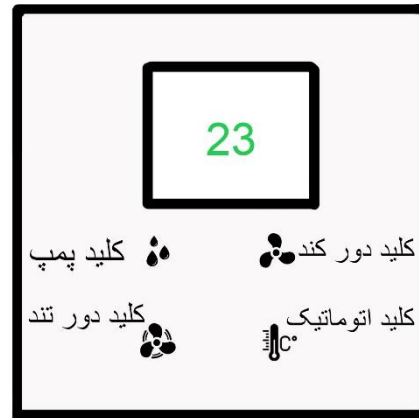 23
کلید دور کند
کلید پمپ
کلید اتوماتیک C°
کلید دور تند